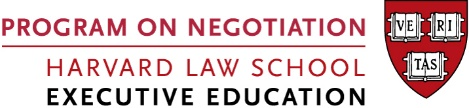 PROGRAM ON NEGOTIATION
HARVARD LAW SCHOOL
EXECUTIVE EDUCATION
VE RI
TAS